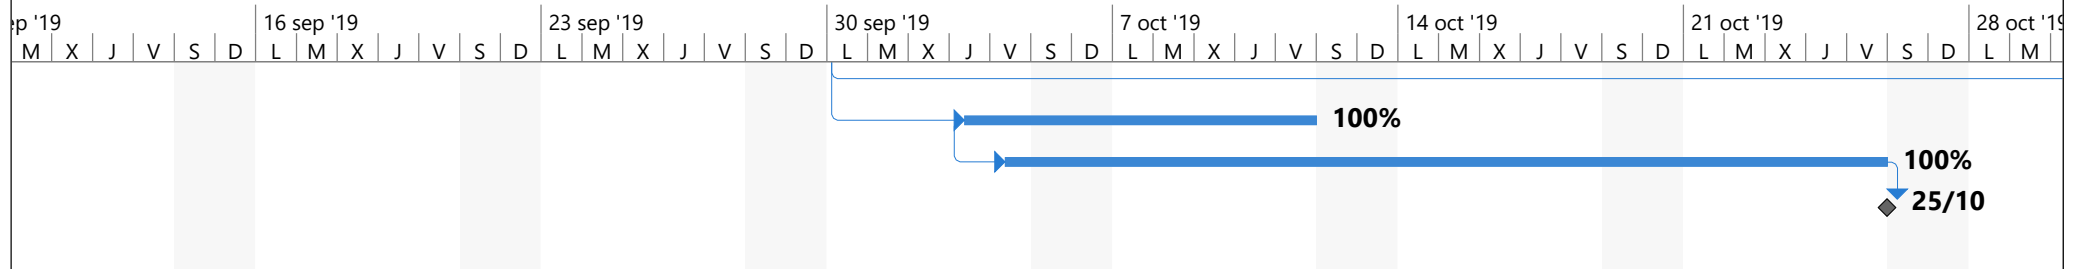 ep '19 16 sep '19 23 sep '19 30 sep '19 7 oct '19 14 oct '19 21 oct '19 28 oct '19
M X J V S D L M X J V S D L M X J V S D L M X J V S D L M X J V S D L M X J V S D L M X J V S D L M
100%
100%
25/10